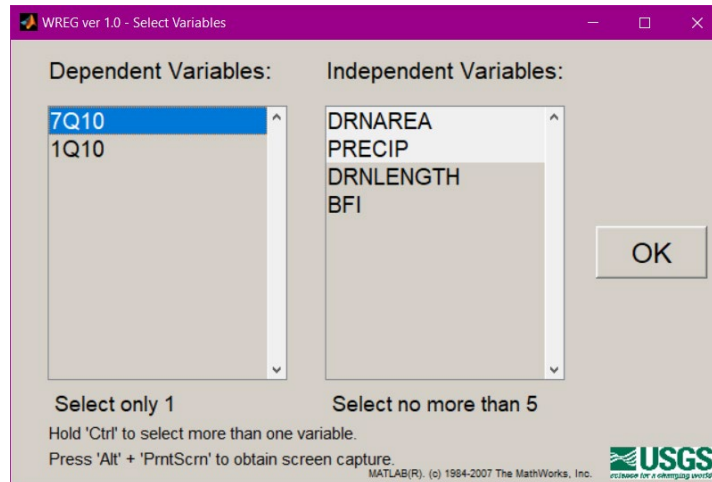 WREG ver 1.0 - Select Variables
Dependent Variables:
Independent Variables:
7Q10
1Q10
DRNAREA
PRECIP
DRNLENGTH
BFI
OK
Select only 1
Select no more than 5
Hold 'Ctrl' to select more than one variable.
Press 'Alt' + 'PrntScrn' to obtain screen capture.
MATLAB(R). (c) 1984-2007 The MathWorks, Inc.
USGS
science for a changing world